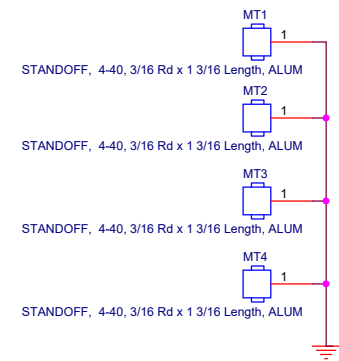 MT1
1
STANDOFF, 4-40, 3/16 Rd x 1 3/16 Length, ALUM
MT2
1
STANDOFF, 4-40, 3/16 Rd x 1 3/16 Length, ALUM
MT3
1
STANDOFF, 4-40, 3/16 Rd x 1 3/16 Length, ALUM
MT4
1
STANDOFF, 4-40, 3/16 Rd x 1 3/16 Length, ALUM